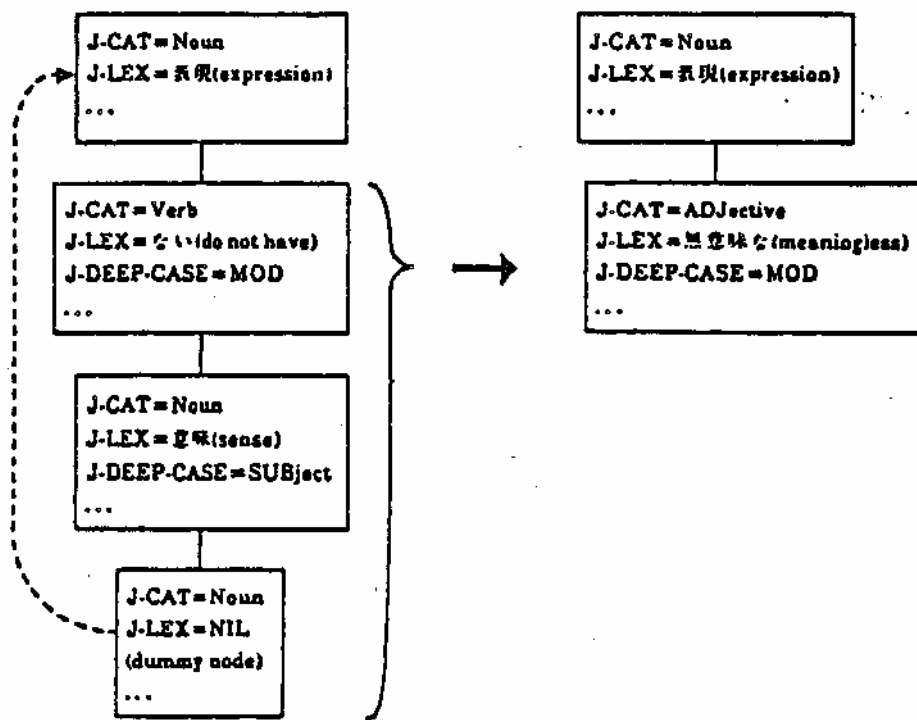 J-CAT=Noun
J-LEX=表現(expression)
...
J-CAT=Verb
J-LEX=ない(do not have)
J-DEEP-CASE=MOD
...
J-CAT=Noun
J-LEX=意味(sense)
J-DEEP-CASE=SUBject
...
J-CAT=Noun
J-LEX=NIL
(dummy node)
...
J-CAT=Noun
J-LEX=表現(expression)
...
J-CAT=ADJective
J-LEX=無意味な(meaningless)
J-DEEP-CASE=MOD
...